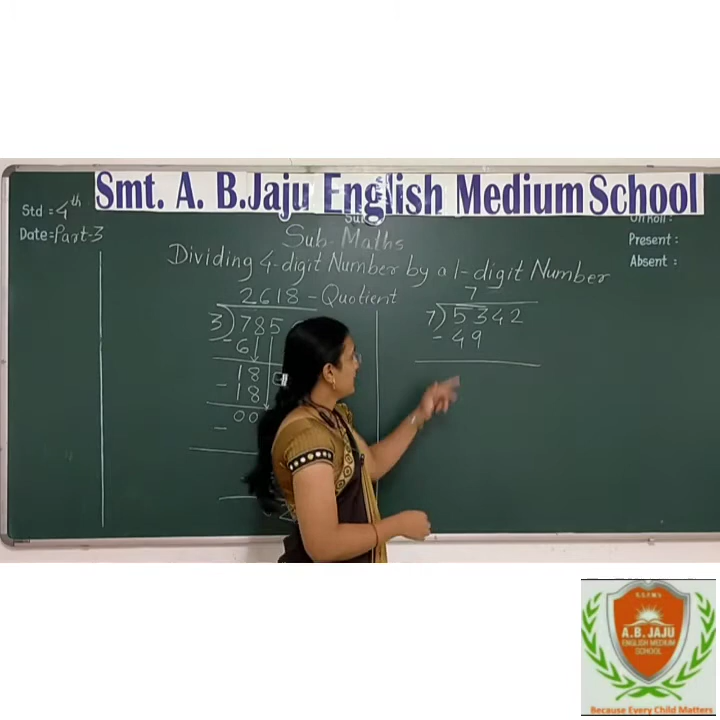 Smt. A. B.Jaju English Medium School
Std = 4th
Date = Part-3
Sub
Sub- Maths
On roll :
Present :
Absent :
Dividing 4-digit Number by a 1-digit Number
2618 - Quotient
3) 785
- 6
18
- 18
00
-
7
7) 5342
- 49
A.B. JAJU
ENGLISH MEDIUM
SCHOOL
Because Every Child Matters